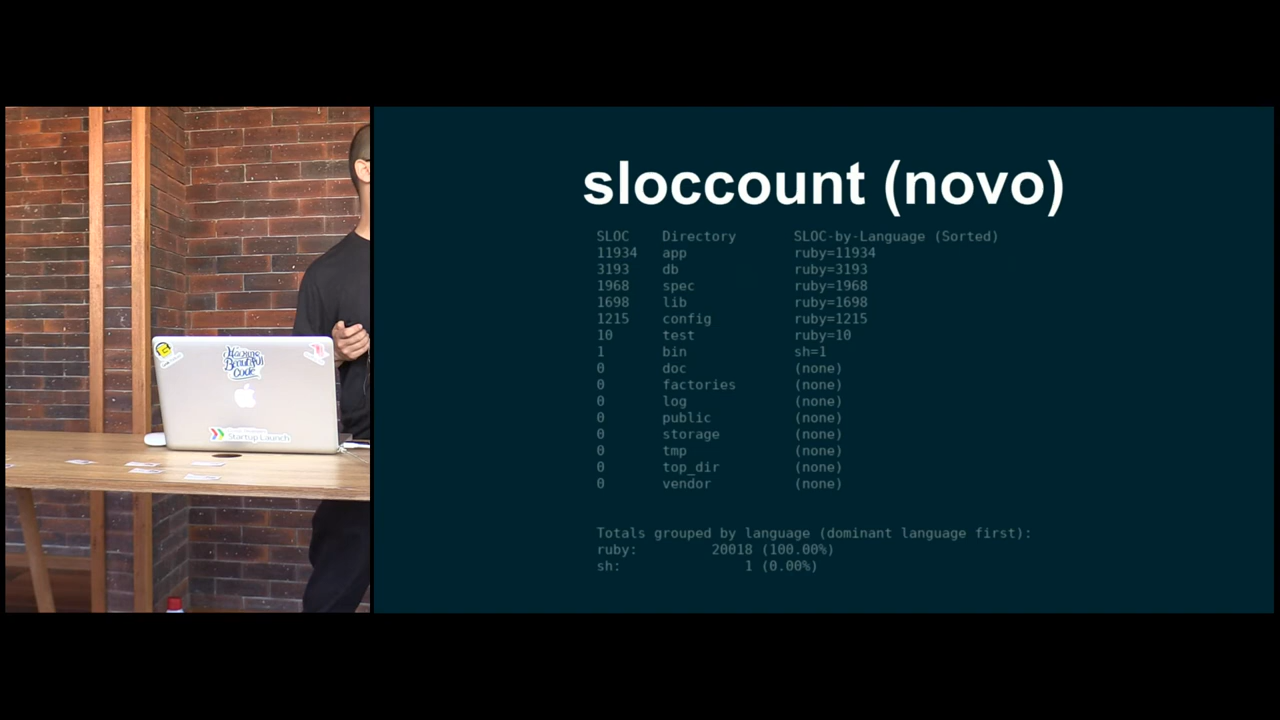 sloccount (novo)
SLOC Directory SLOC-by-Language (Sorted)
11934 app ruby=11934
3193 db ruby=3193
1968 spec ruby=1968
1698 lib ruby=1698
1215 config ruby=1215
10 test ruby=10
1 bin sh=1
0 doc (none)
0 factories (none)
0 log (none)
0 public (none)
0 storage (none)
0 tmp (none)
0 top_dir (none)
0 vendor (none)
Totals grouped by language (dominant language first):
ruby: 20018 (100.00%)
sh: 1 (0.00%)
Making
Beautiful
Code
Startup Launch